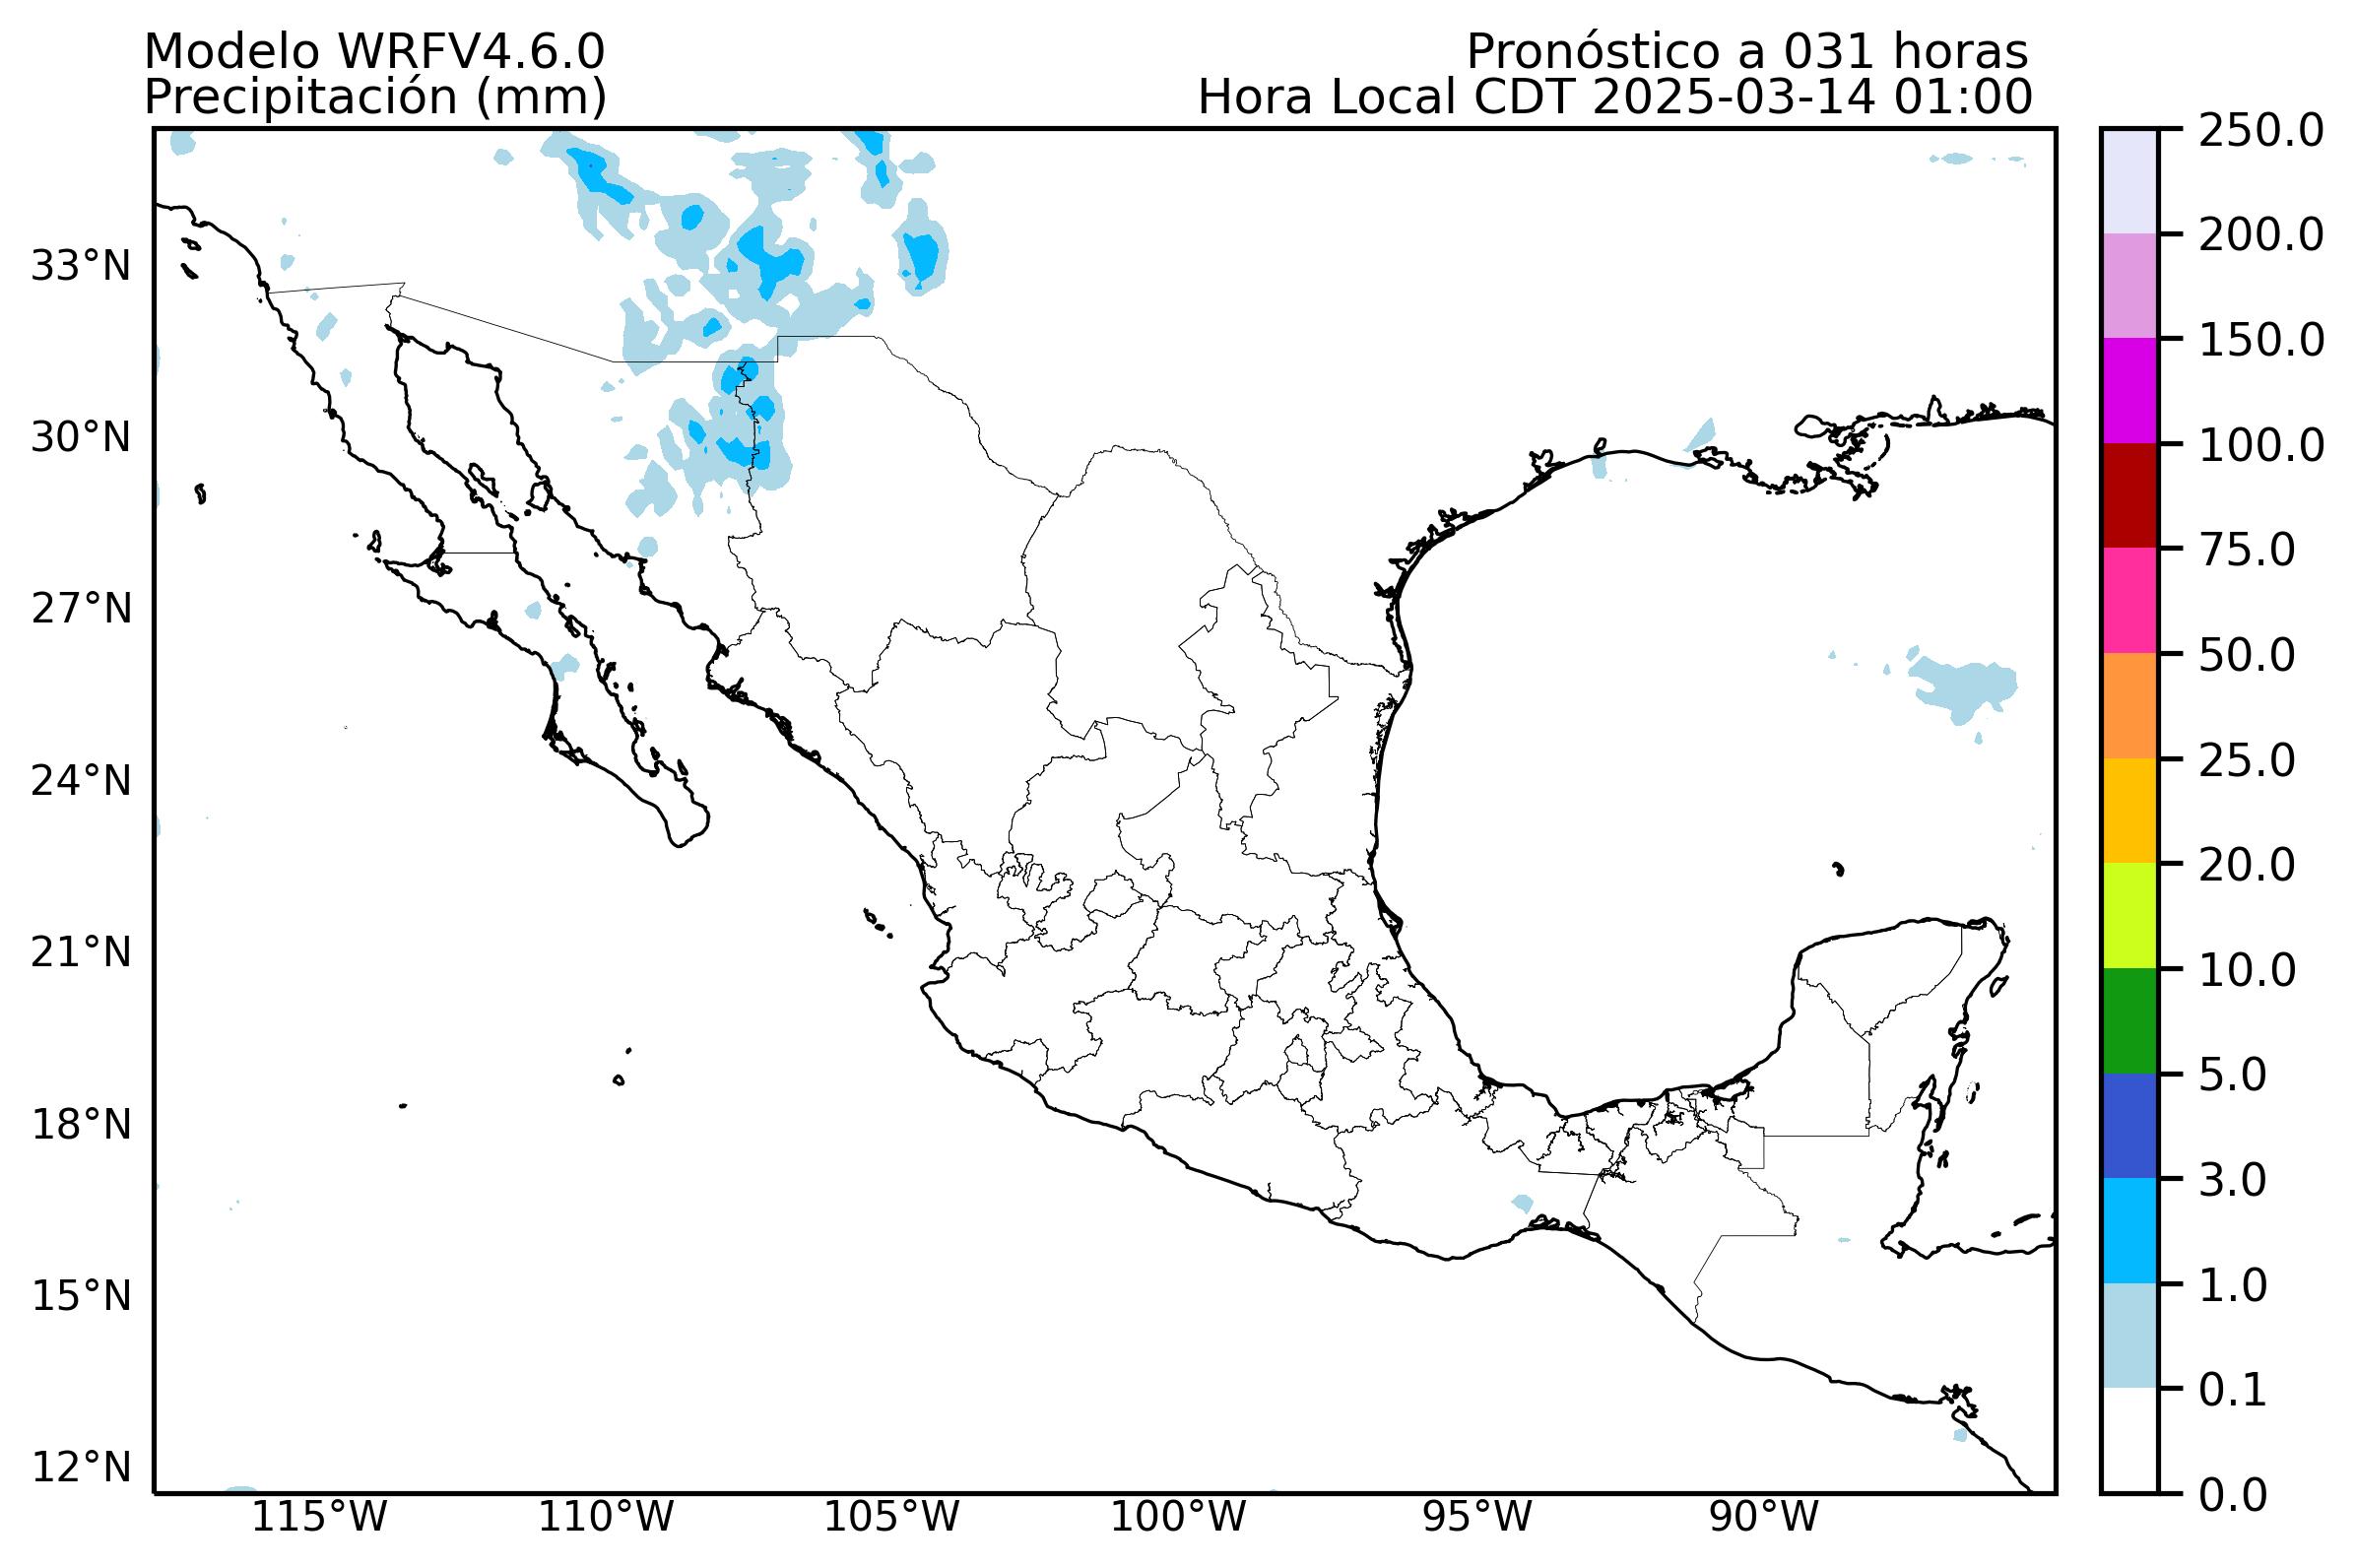 Modelo WRFV4.6.0
Precipitación (mm)
Pronóstico a 031 horas
Hora Local CDT 2025-03-14 01:00
33°N
30°N
27°N
24°N
21°N
18°N
15°N
12°N
115°W
110°W
105°W
100°W
95°W
90°W
250.0
200.0
150.0
100.0
75.0
50.0
25.0
20.0
10.0
5.0
3.0
1.0
0.1
0.0